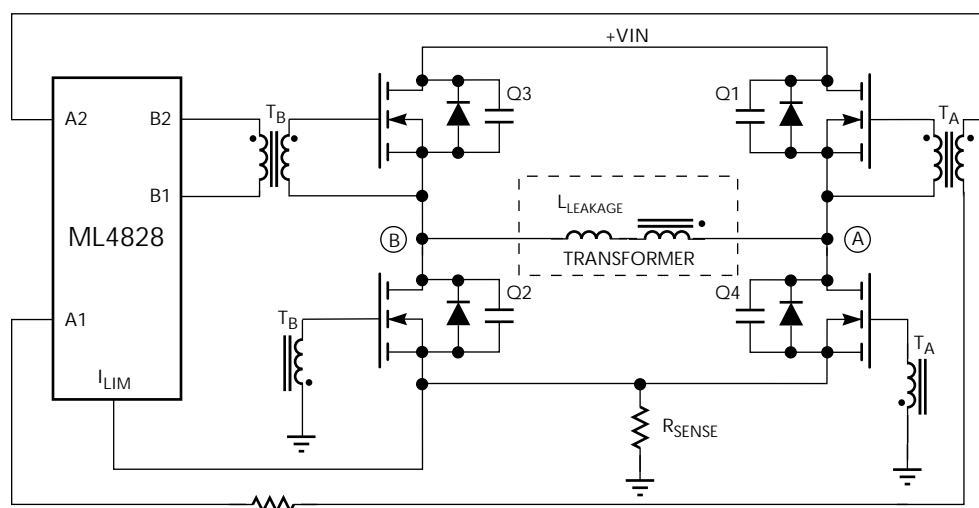 +VIN
Q3
Q1
A2
B2
T_B
T_A
B1
L_LEAKAGE
ML4828
B
A
TRANSFORMER
Q2
Q4
A1
T_B
T_A
I_LIM
R_SENSE